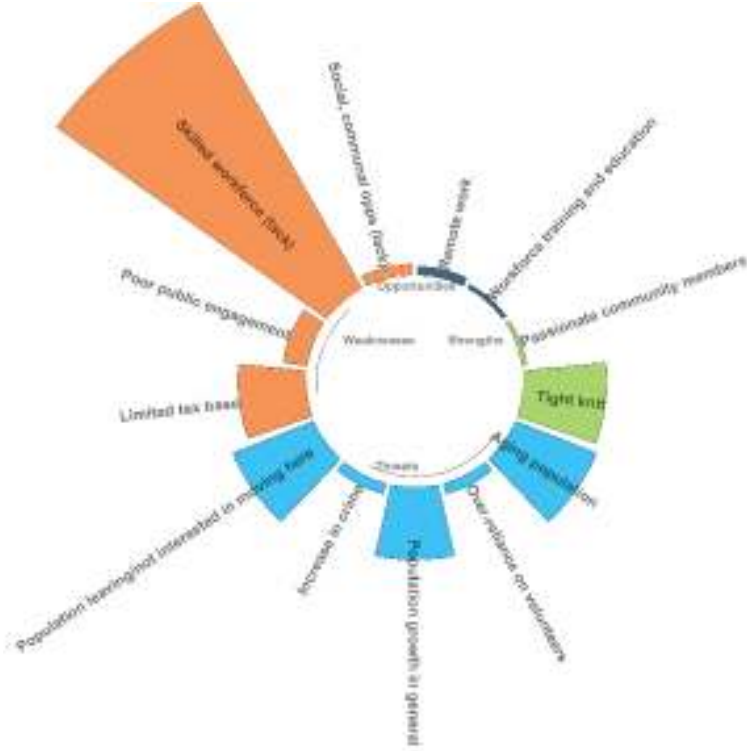 Skilled workforce (lack)
Social, communal opps (lack)
Remote work
Workforce training and education
Passionate community members
Tight knit
Aging population
Over-reliance on volunteers
Population growth in general
Increase in crime
Population leaving/not interested in moving here
Limited tax base
Poor public engagement
Opportunities
Weaknesses
Strengths
Threats